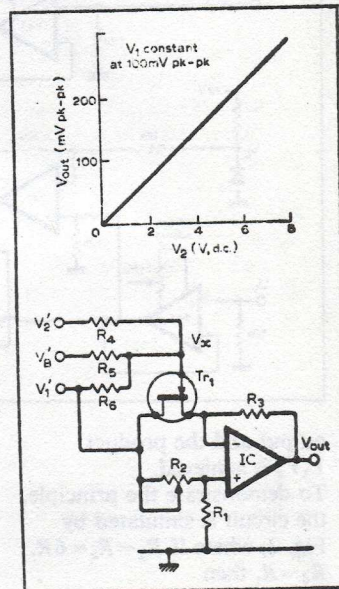 V₁ constant
at 100mV pk-pk
Vout (mV pk-pk)
200
100
0
0 2 4 6 8
V₂ (V, d.c.)
V₂'
R₄
Vx
V_B'
R₅
Tr₁
V₁'
R₆
R₃
Vout
IC
−
+
R₂
R₁